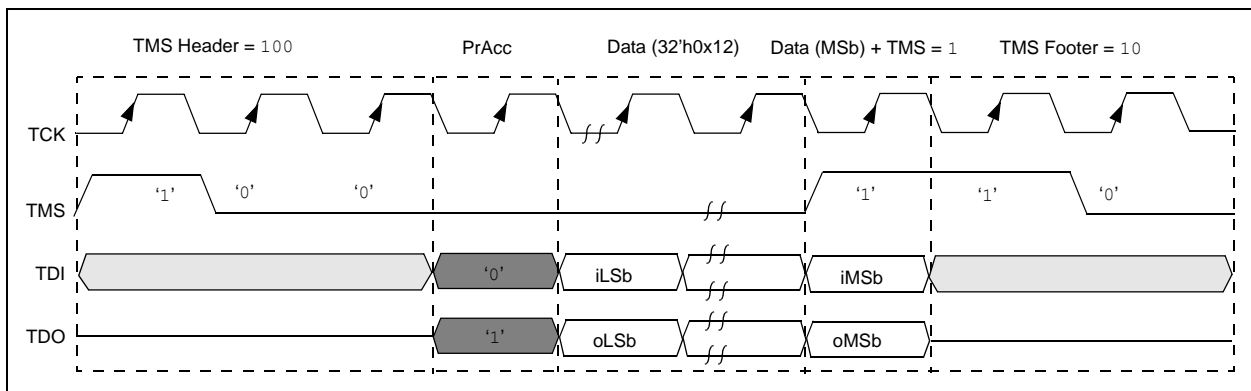 TMS Header = 100 PrAcc Data (32'h0x12) Data (MSb) + TMS = 1 TMS Footer = 10
TCK
TMS ‘1’ ‘0’ ‘0’ ‘1’ ‘1’ ‘0’
TDI ‘0’ iLSb iMSb
TDO ‘1’ oLSb oMSb